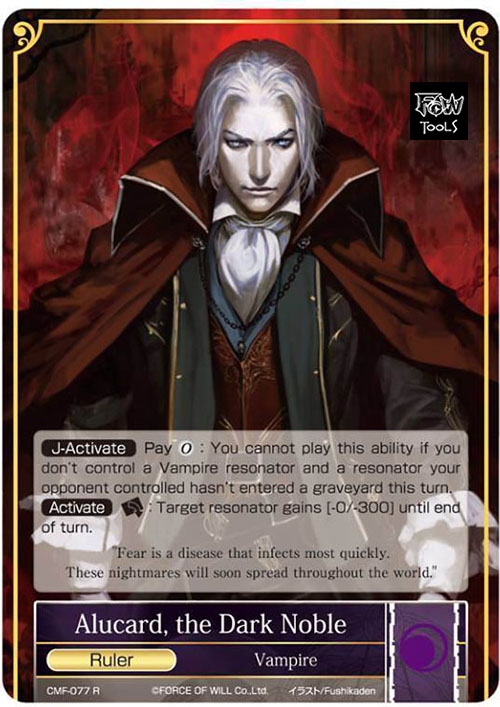 FOW
TOOLS
J-Activate Pay 0 : You cannot play this ability if you
don't control a Vampire resonator and a resonator your
opponent controlled hasn't entered a graveyard this turn.
Activate : Target resonator gains [-0/-300] until end
of turn.
"Fear is a disease that infects most quickly.
These nightmares will soon spread throughout the world."
Alucard, the Dark Noble
Ruler Vampire
CMF-077 R ©FORCE OF WILL Co.,Ltd. イラスト/Fushikaden